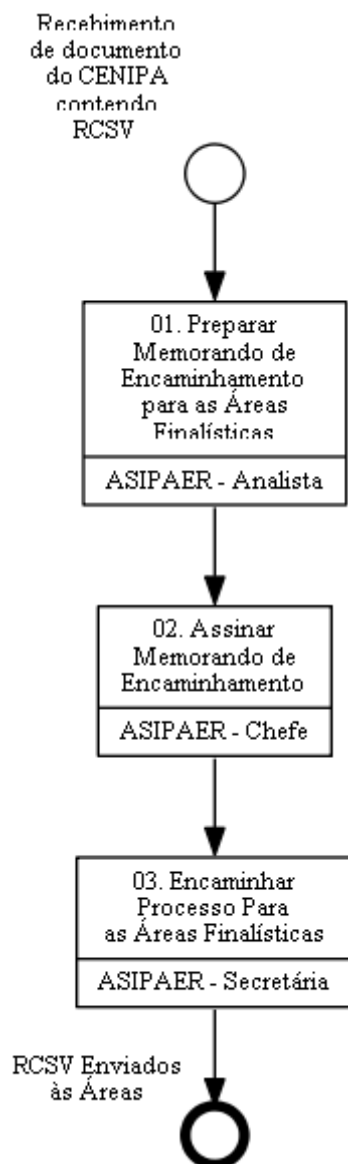 Recebimento
de documento
do CENIPA
contendo
RCSV
01. Preparar
Memorando de
Encaminhamento
para as Áreas
Finalísticas
ASIPAER - Analista
02. Assinar
Memorando de
Encaminhamento
ASIPAER - Chefe
03. Encaminhar
Processo Para
as Áreas Finalísticas
ASIPAER - Secretária
RCSV Enviados
às Áreas